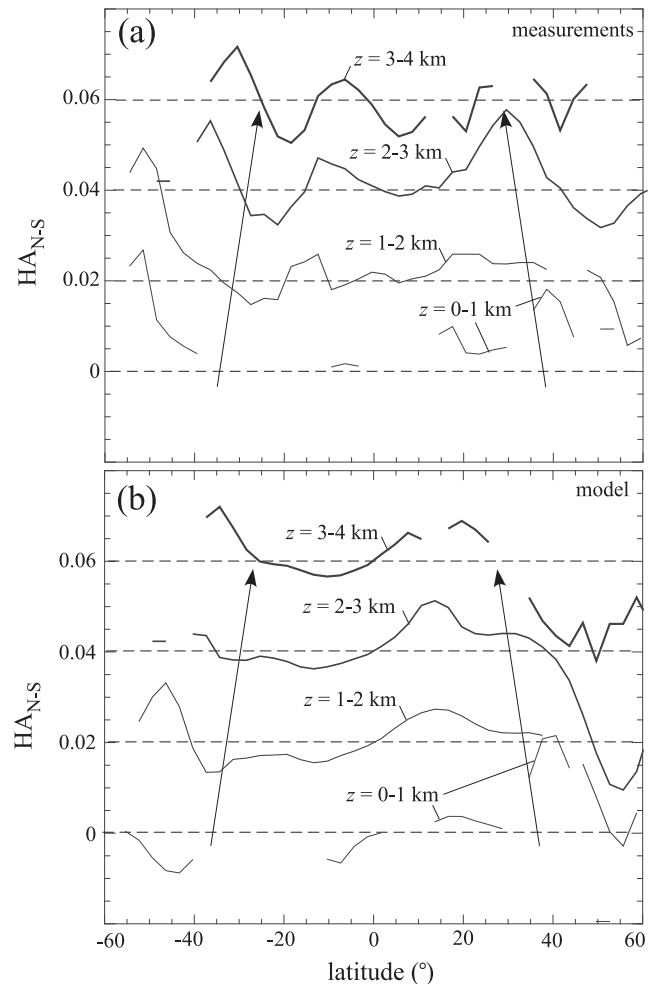 (a)
measurements
z = 3-4 km
0.06
z = 2-3 km
0.04
HA_N-S
z = 1-2 km
0.02
z = 0-1 km
0
(b)
model
z = 3-4 km
0.06
z = 2-3 km
0.04
HA_N-S
z = 1-2 km
0.02
z = 0-1 km
0
-60 -40 -20 0 20 40 60
latitude (°)